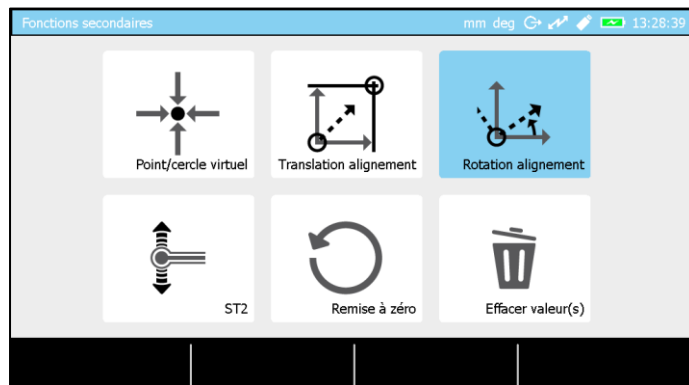 Fonctions secondaires
mm deg 13:28:39
Point/cercle virtuel
Translation alignement
Rotation alignement
ST2
Remise à zéro
Effacer valeur(s)